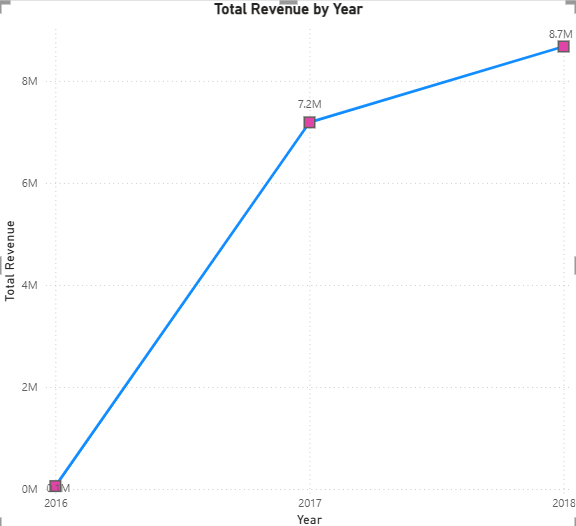 Total Revenue by Year
8.7M
8M
7.2M
6M
4M
2M
0M
2016
2017
2018
Total Revenue
Year